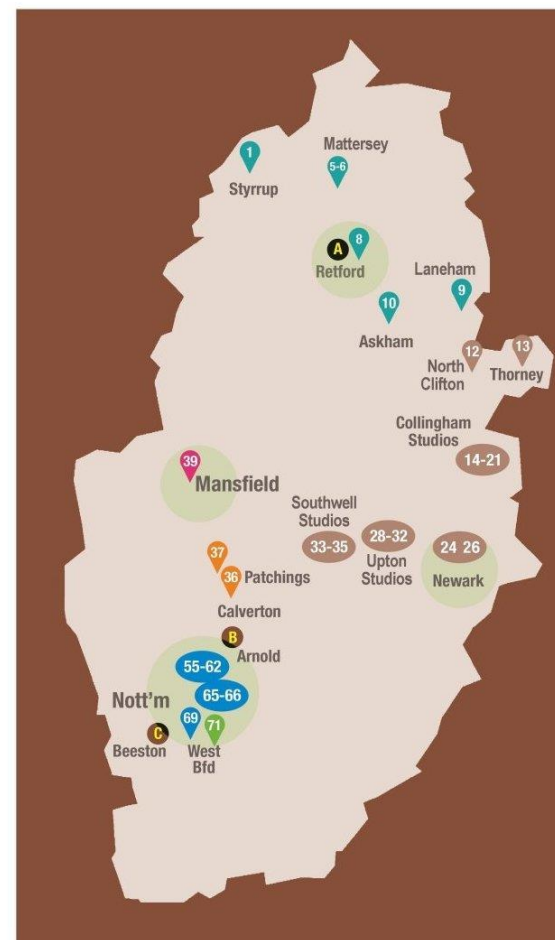 Mattersey
1
5-6
Styrrup
A
8
Retford
Laneham
9
10
Askham
12
13
North
Clifton
Thorney
Collingham
Studios
14-21
39
Mansfield
Southwell
Studios
33-35
28-32
Upton
Studios
24 26
Newark
37
36
Patchings
Calverton
B
Arnold
55-62
65-66
Nott'm
69
71
C
Beeston
West
Bfd